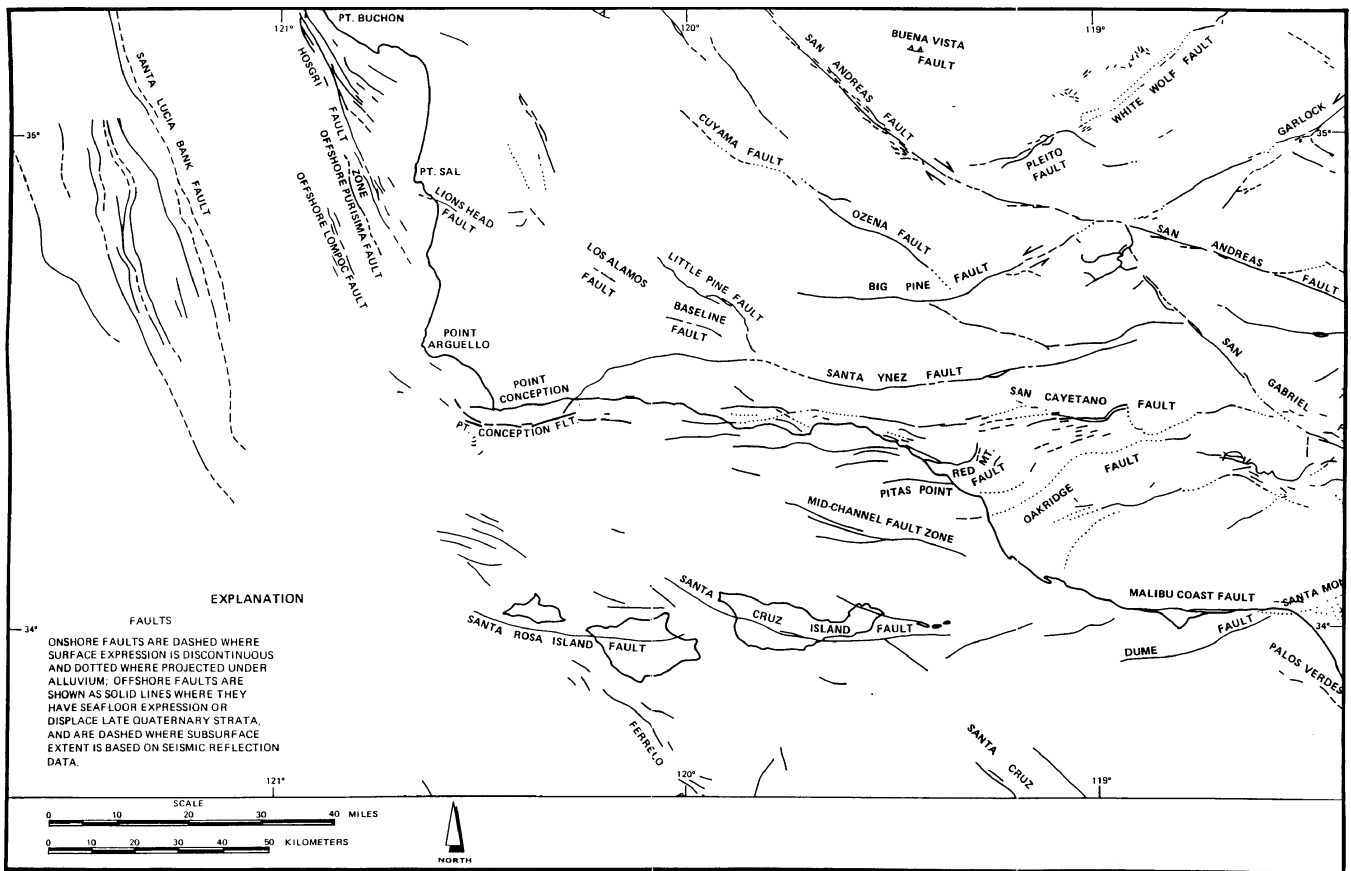 121°
120°
119°
PT. BUCHON
HOSGRI
FAULT
ZONE
SANTA LUCIA BANK FAULT
35°
SAN ANDREAS FAULT
BUENA VISTA
FAULT
WHITE WOLF FAULT
GARLOCK
35°
CUYAMA FAULT
PLEITO
FAULT
PT. SAL
LIONS HEAD
FAULT
OFFSHORE PURISIMA FAULT
OFFSHORE LOMPOC FAULT
OZENA FAULT
SAN ANDREAS
FAULT
LOS ALAMOS
FAULT
LITTLE PINE FAULT
BIG PINE FAULT
BASELINE
FAULT
POINT
ARGUELLO
SAN
GABRIEL
SANTA YNEZ FAULT
POINT
CONCEPTION
SAN CAYETANO FAULT
PT. CONCEPTION FLT.
RED MT.
FAULT
PITAS POINT
OAKRIDGE FAULT
MID-CHANNEL FAULT ZONE
SANTA
CRUZ
ISLAND FAULT
MALIBU COAST FAULT
SANTA MON
34°
34°
SANTA ROSA ISLAND FAULT
DUME
FAULT
PALOS VERDES
FERRELO
SANTA
CRUZ
EXPLANATION
FAULTS
ONSHORE FAULTS ARE DASHED WHERE
SURFACE EXPRESSION IS DISCONTINUOUS
AND DOTTED WHERE PROJECTED UNDER
ALLUVIUM; OFFSHORE FAULTS ARE
SHOWN AS SOLID LINES WHERE THEY
HAVE SEAFLOOR EXPRESSION OR
DISPLACE LATE QUATERNARY STRATA,
AND ARE DASHED WHERE SUBSURFACE
EXTENT IS BASED ON SEISMIC REFLECTION
DATA.
121°
120°
119°
SCALE
0 10 20 30 40 MILES
0 10 20 30 40 50 KILOMETERS
NORTH